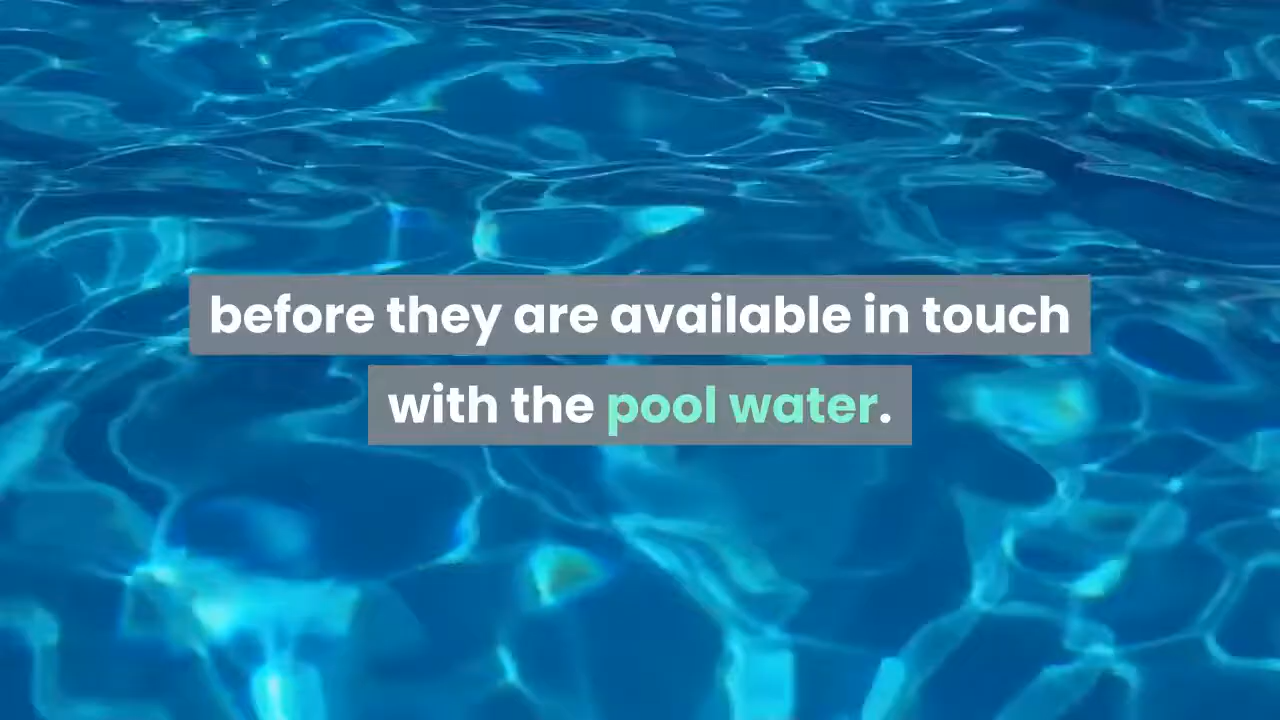 before they are available in touch
with the pool water.